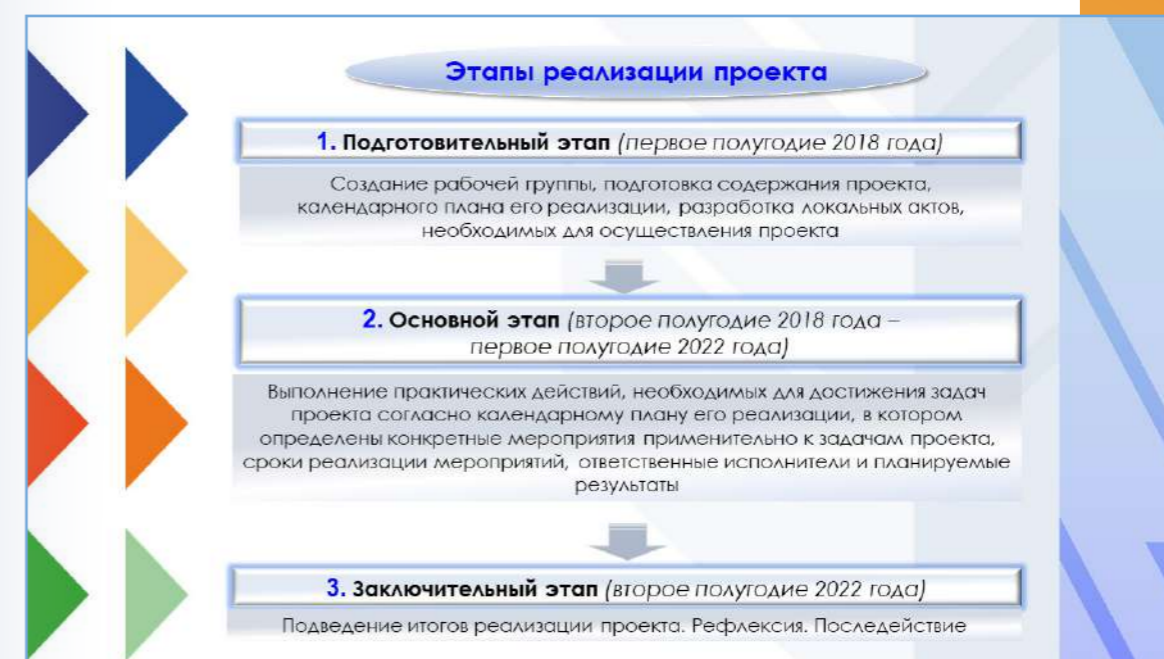 Этапы реализации проекта
1. Подготовительный этап (первое полугодие 2018 года)
Создание рабочей группы, подготовка содержания проекта,
календарного плана его реализации, разработка локальных актов,
необходимых для осуществления проекта
2. Основной этап (второе полугодие 2018 года –
первое полугодие 2022 года)
Выполнение практических действий, необходимых для достижения задач
проекта согласно календарному плану его реализации, в котором
определены конкретные мероприятия применительно к задачам проекта,
сроки реализации мероприятий, ответственные исполнители и планируемые
результаты
3. Заключительный этап (второе полугодие 2022 года)
Подведение итогов реализации проекта. Рефлексия. Последействие